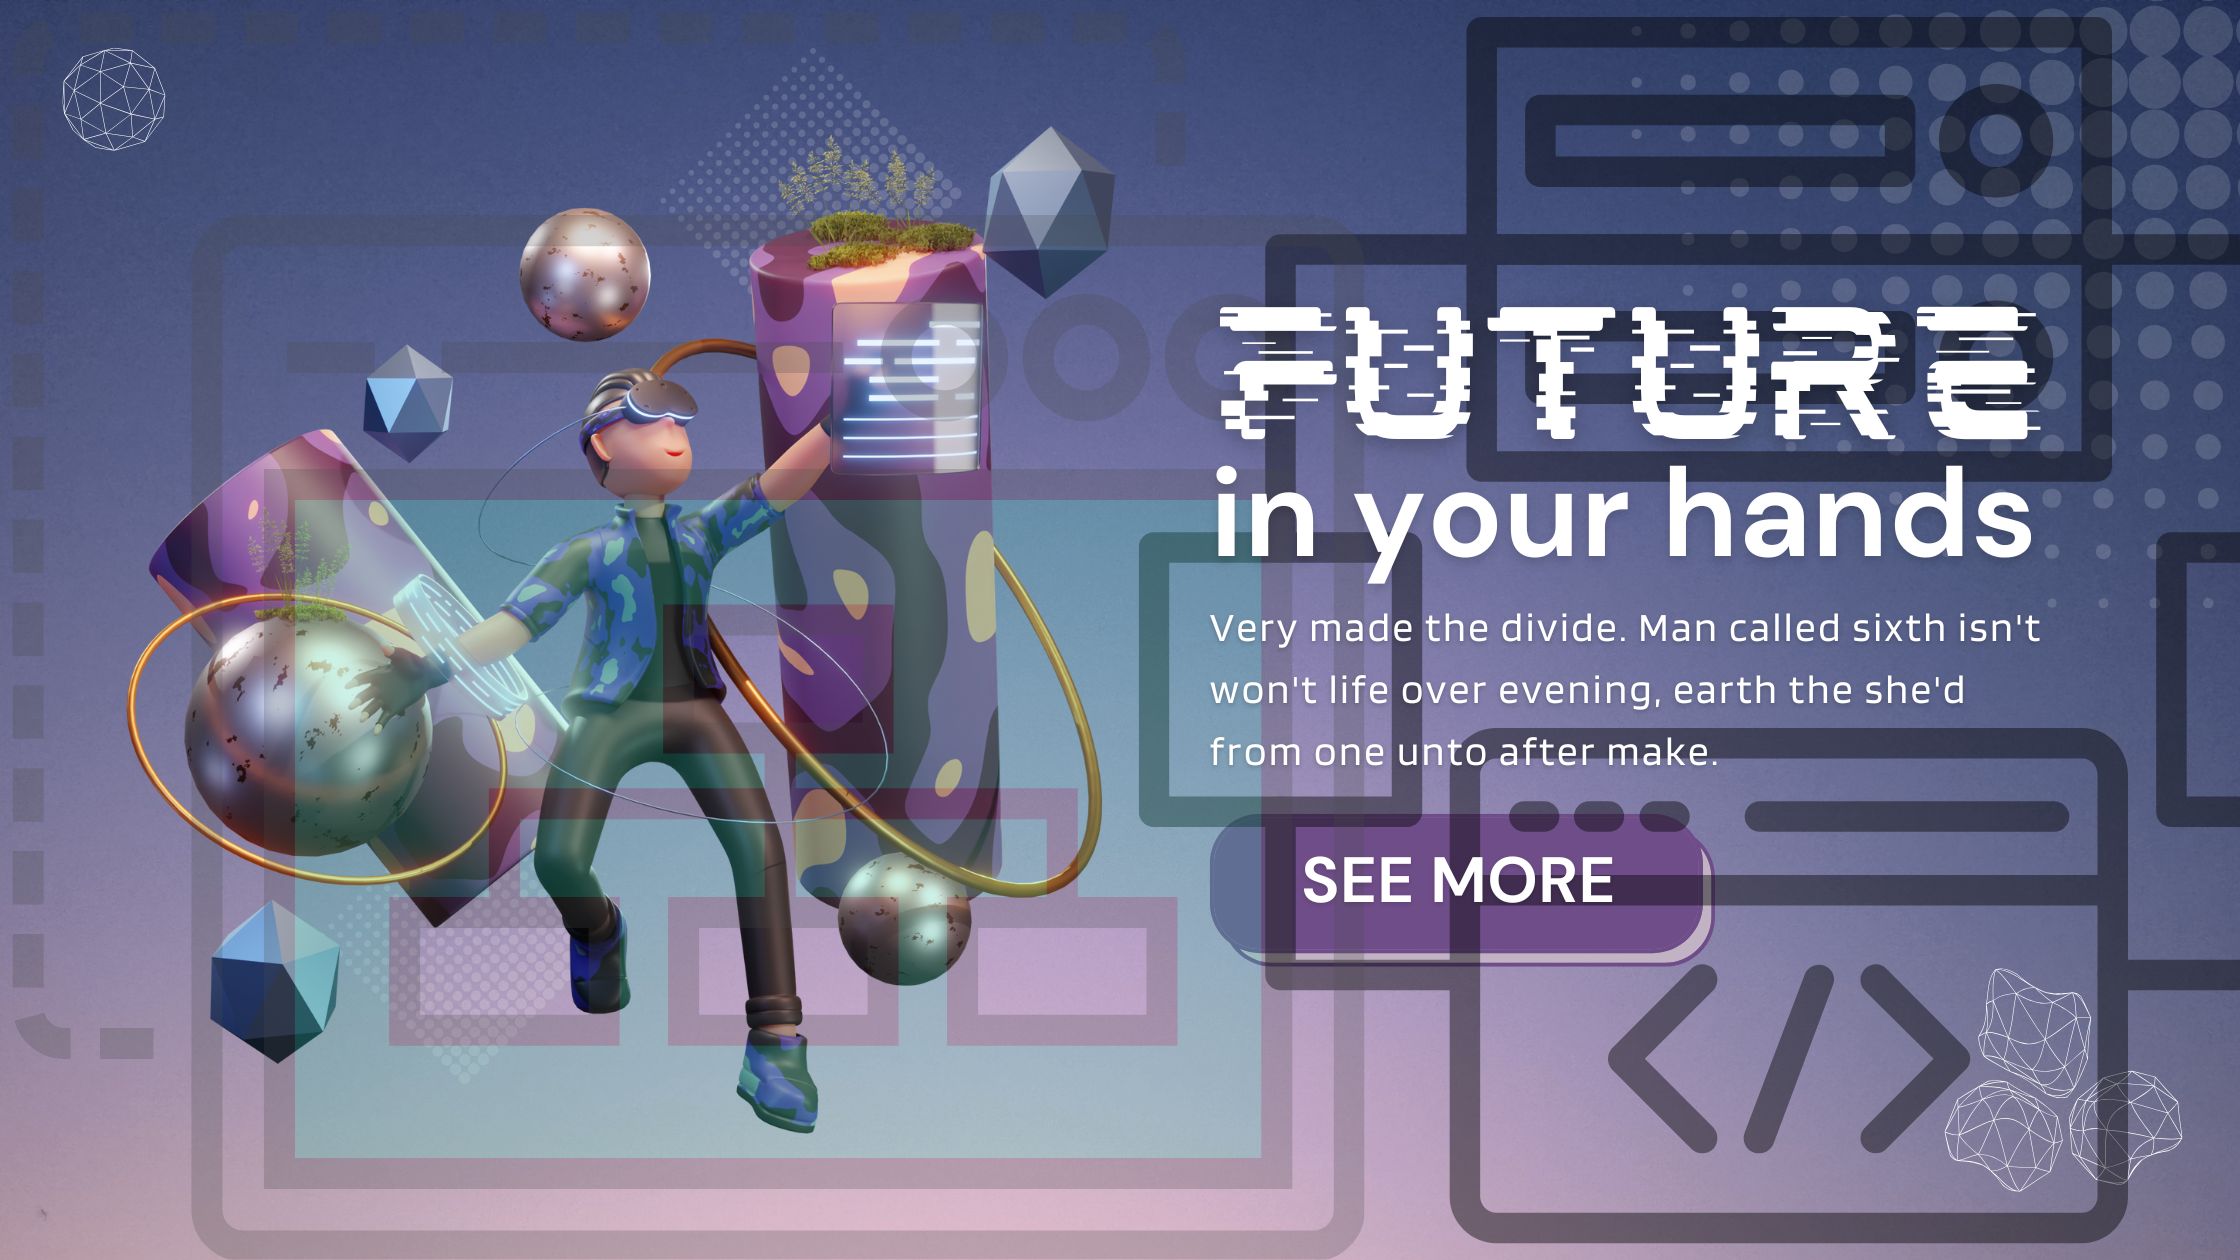 FUTURE
in your hands
Very made the divide. Man called sixth isn't
won't life over evening, earth the she'd
from one unto after make.
SEE MORE
</>